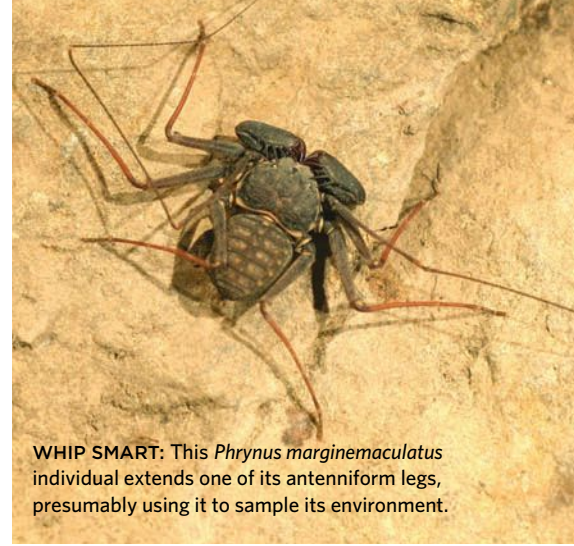 WHIP SMART: This Phrynus marginemaculatus
individual extends one of its antenniform legs,
presumably using it to sample its environment.